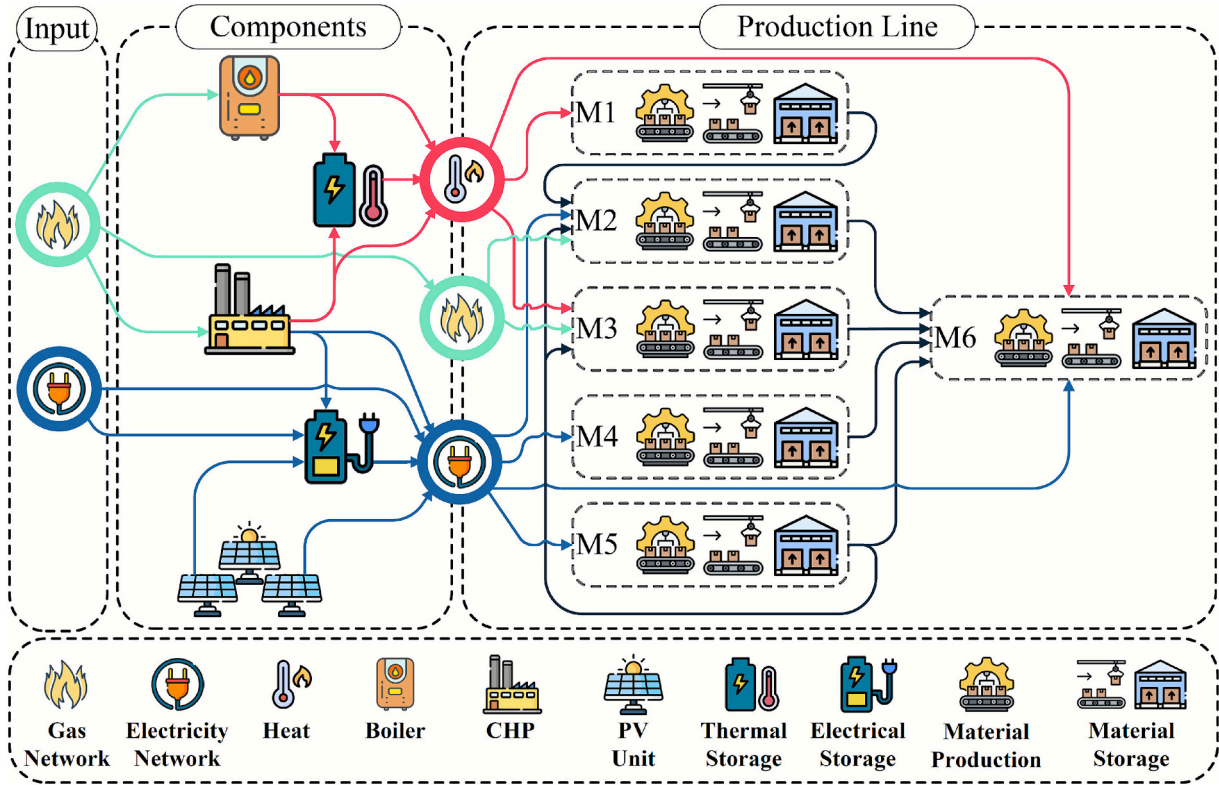 Input
Components
Production Line
M1
M2
M3
M4
M5
M6
Gas
Network
Electricity
Network
Heat
Boiler
CHP
PV
Unit
Thermal
Storage
Electrical
Storage
Material
Production
Material
Storage